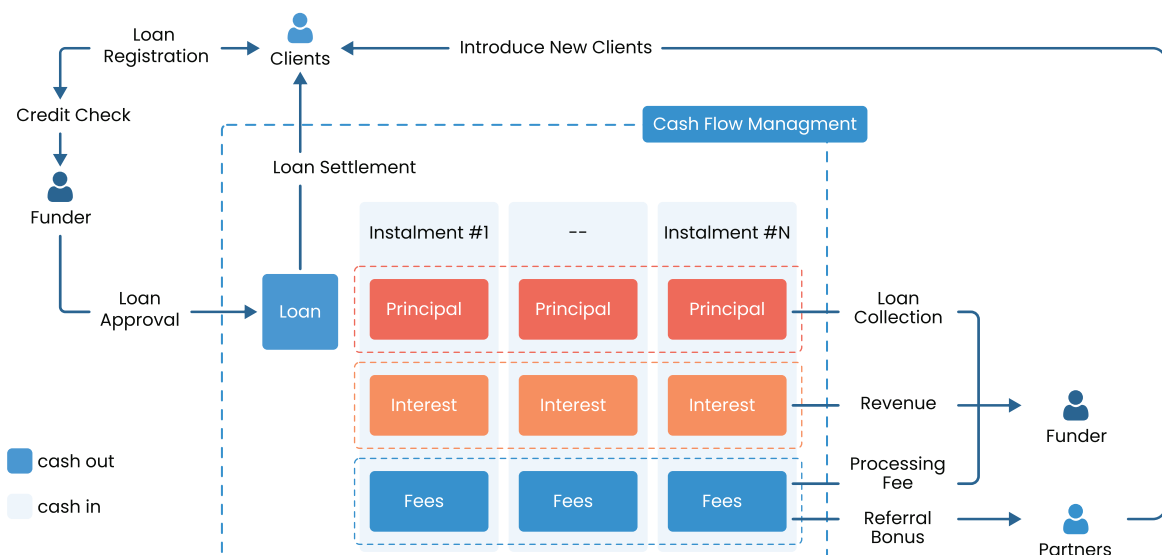 Loan
Registration
Clients
Introduce New Clients
Credit Check
Cash Flow Managment
Loan Settlement
Funder
Instalment #1
--
Instalment #N
Loan
Approval
Loan
Principal
Principal
Principal
Loan
Collection
Interest
Interest
Interest
Revenue
Funder
cash out
Processing
Fee
Fees
Fees
Fees
cash in
Referral
Bonus
Partners